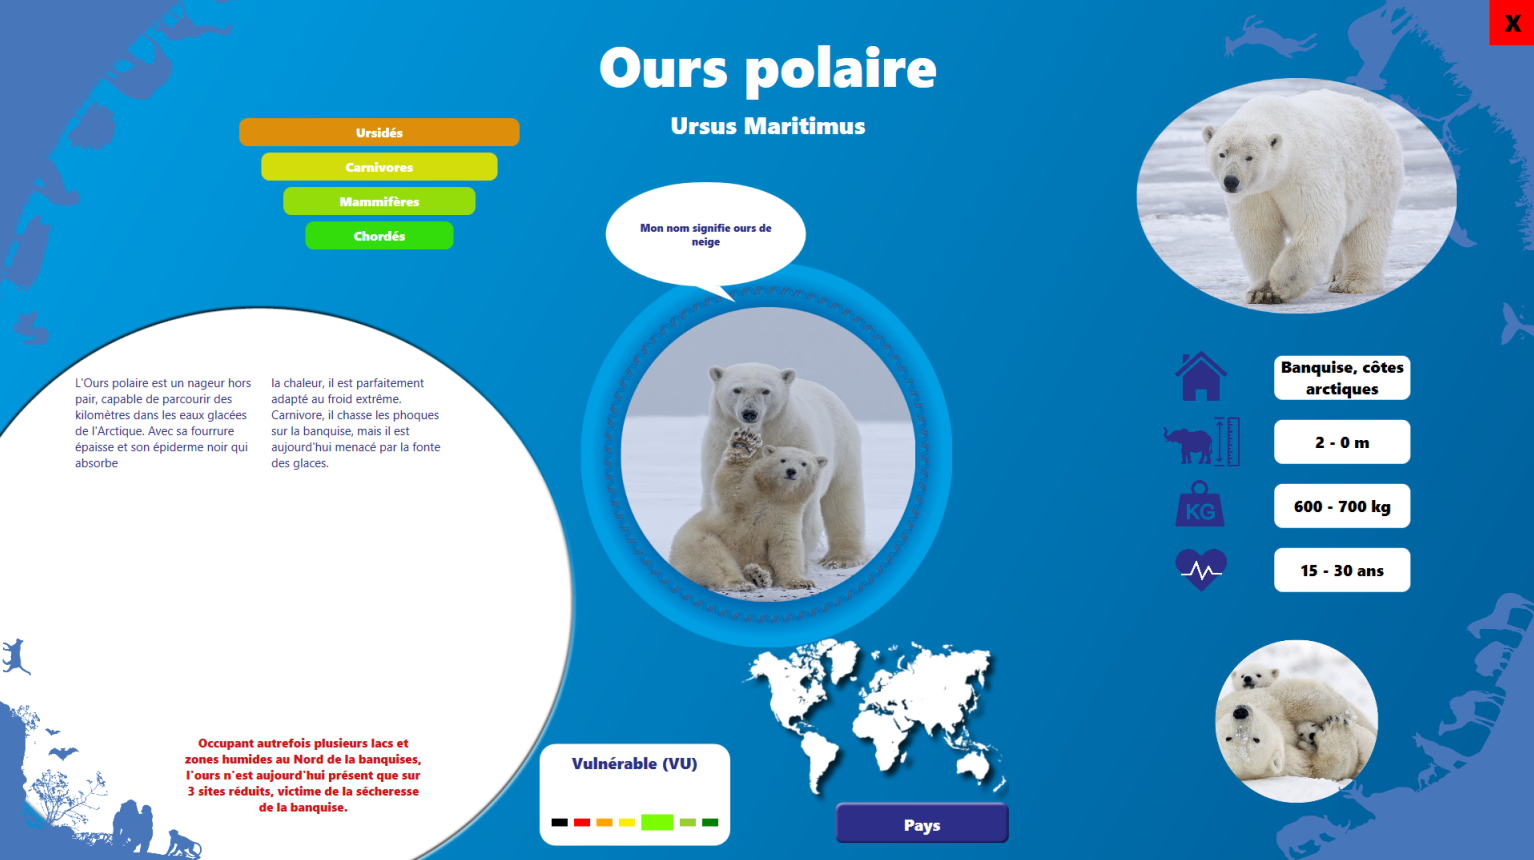 X
Ours polaire
Ursus Maritimus
Ursidés
Carnivores
Mammifères
Chordés
Mon nom signifie ours de
neige
L'Ours polaire est un nageur hors
pair, capable de parcourir des
kilomètres dans les eaux glacées
de l'Arctique. Avec sa fourrure
épaisse et son épiderme noir qui
absorbe
la chaleur, il est parfaitement
adapté au froid extrême.
Carnivore, il chasse les phoques
sur la banquise, mais il est
aujourd'hui menacé par la fonte
des glaces.
Banquise, côtes
arctiques
2 - 0 m
KG
600 - 700 kg
15 - 30 ans
Occupant autrefois plusieurs lacs et
zones humides au Nord de la banquises,
l'ours n'est aujourd'hui présent que sur
3 sites réduits, victime de la sécheresse
de la banquise.
Vulnérable (VU)
Pays